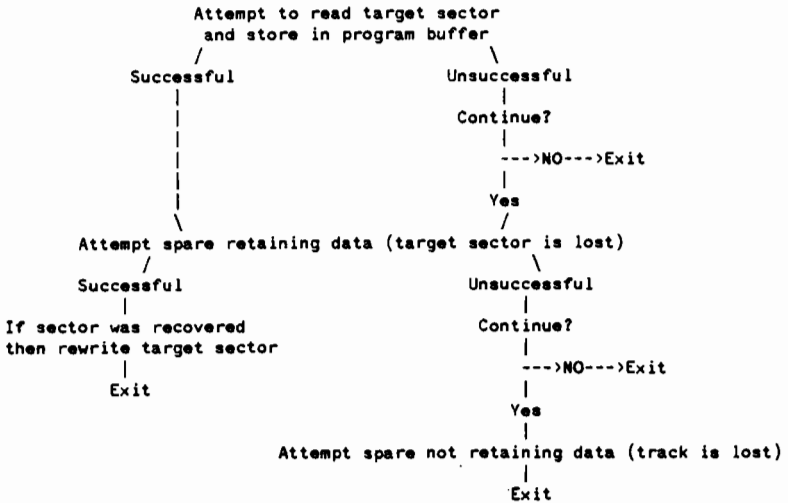 Attempt to read target sector
and store in program buffer
Successful Unsuccessful
Continue?
--->NO--->Exit
Yes
Attempt spare retaining data (target sector is lost)
Successful Unsuccessful
If sector was recovered Continue?
then rewrite target sector
--->NO--->Exit
Exit
Yes
Attempt spare not retaining data (track is lost)
Exit